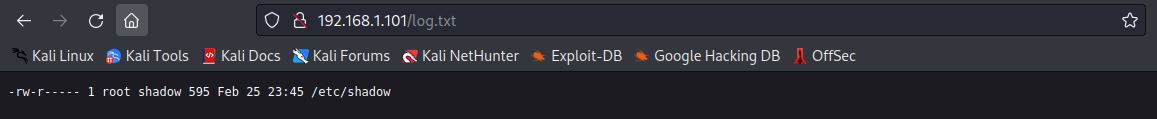 192.168.1.101/log.txt
Kali Linux Kali Tools Kali Docs Kali Forums Kali NetHunter Exploit-DB Google Hacking DB OffSec
-rw-r----- 1 root shadow 595 Feb 25 23:45 /etc/shadow